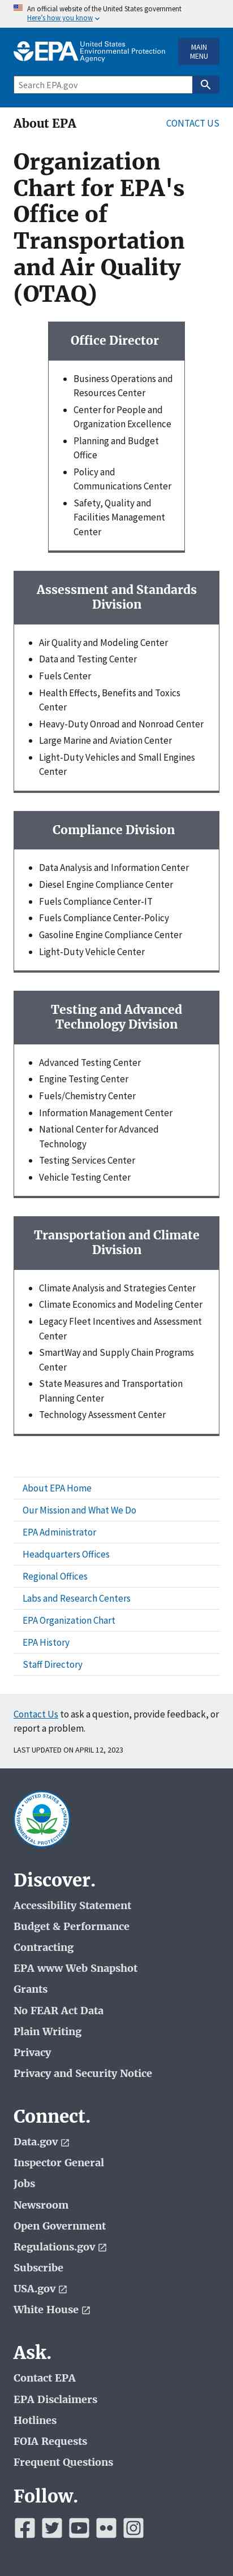 An official website of the United States government
Here's how you know
EPA United States Environmental Protection Agency
MAIN
MENU
Search EPA.gov
About EPA
CONTACT US
Organization
Chart for EPA's
Office of
Transportation
and Air Quality
(OTAQ)
Office Director
Business Operations and
Resources Center
Center for People and
Organization Excellence
Planning and Budget
Office
Policy and
Communications Center
Safety, Quality and
Facilities Management
Center
Assessment and Standards
Division
Air Quality and Modeling Center
Data and Testing Center
Fuels Center
Health Effects, Benefits and Toxics
Center
Heavy-Duty Onroad and Nonroad Center
Large Marine and Aviation Center
Light-Duty Vehicles and Small Engines
Center
Compliance Division
Data Analysis and Information Center
Diesel Engine Compliance Center
Fuels Compliance Center-IT
Fuels Compliance Center-Policy
Gasoline Engine Compliance Center
Light-Duty Vehicle Center
Testing and Advanced
Technology Division
Advanced Testing Center
Engine Testing Center
Fuels/Chemistry Center
Information Management Center
National Center for Advanced
Technology
Testing Services Center
Vehicle Testing Center
Transportation and Climate
Division
Climate Analysis and Strategies Center
Climate Economics and Modeling Center
Legacy Fleet Incentives and Assessment
Center
SmartWay and Supply Chain Programs
Center
State Measures and Transportation
Planning Center
Technology Assessment Center
About EPA Home
Our Mission and What We Do
EPA Administrator
Headquarters Offices
Regional Offices
Labs and Research Centers
EPA Organization Chart
EPA History
Staff Directory
Contact Us to ask a question, provide feedback, or
report a problem.
LAST UPDATED ON APRIL 12, 2023
UNITED STATES
ENVIRONMENTAL PROTECTION AGENCY
Discover.
Accessibility Statement
Budget & Performance
Contracting
EPA www Web Snapshot
Grants
No FEAR Act Data
Plain Writing
Privacy
Privacy and Security Notice
Connect.
Data.gov
Inspector General
Jobs
Newsroom
Open Government
Regulations.gov
Subscribe
USA.gov
White House
Ask.
Contact EPA
EPA Disclaimers
Hotlines
FOIA Requests
Frequent Questions
Follow.